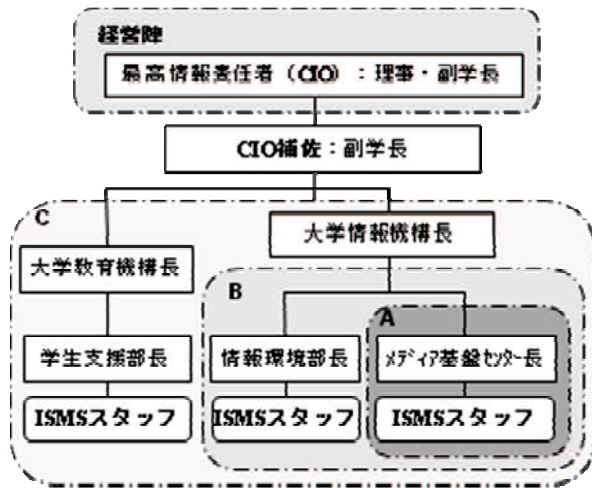 経営陣
最高情報責任者（CIO）：理事・副学長
CIO補佐：副学長
C
大学情報機構長
大学教育機構長
B
A
学生支援部長
情報環境部長
ﾒﾃﾞｨｱ基盤ｾﾝﾀｰ長
ISMSスタッフ
ISMSスタッフ
ISMSスタッフ